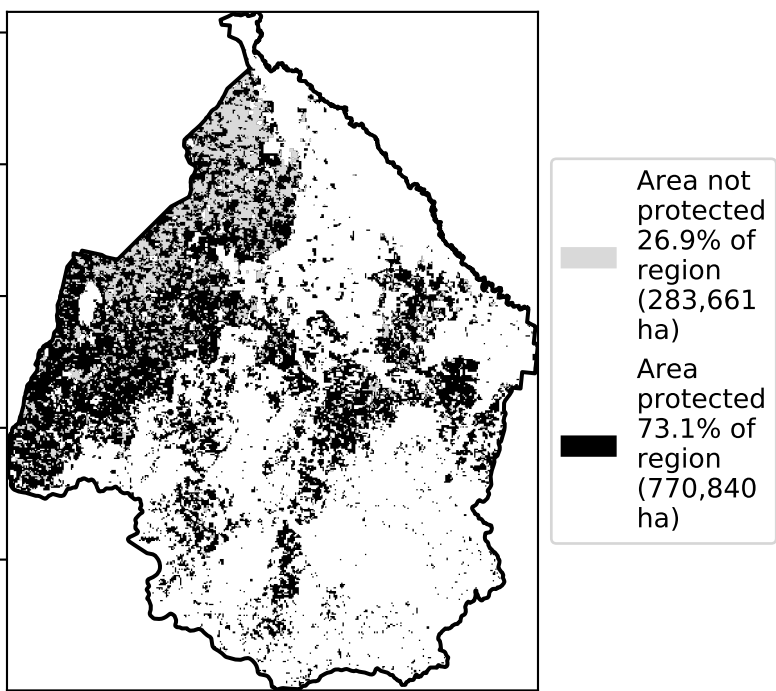 Area not
protected
26.9% of
region
(283,661
ha)
Area
protected
73.1% of
region
(770,840
ha)